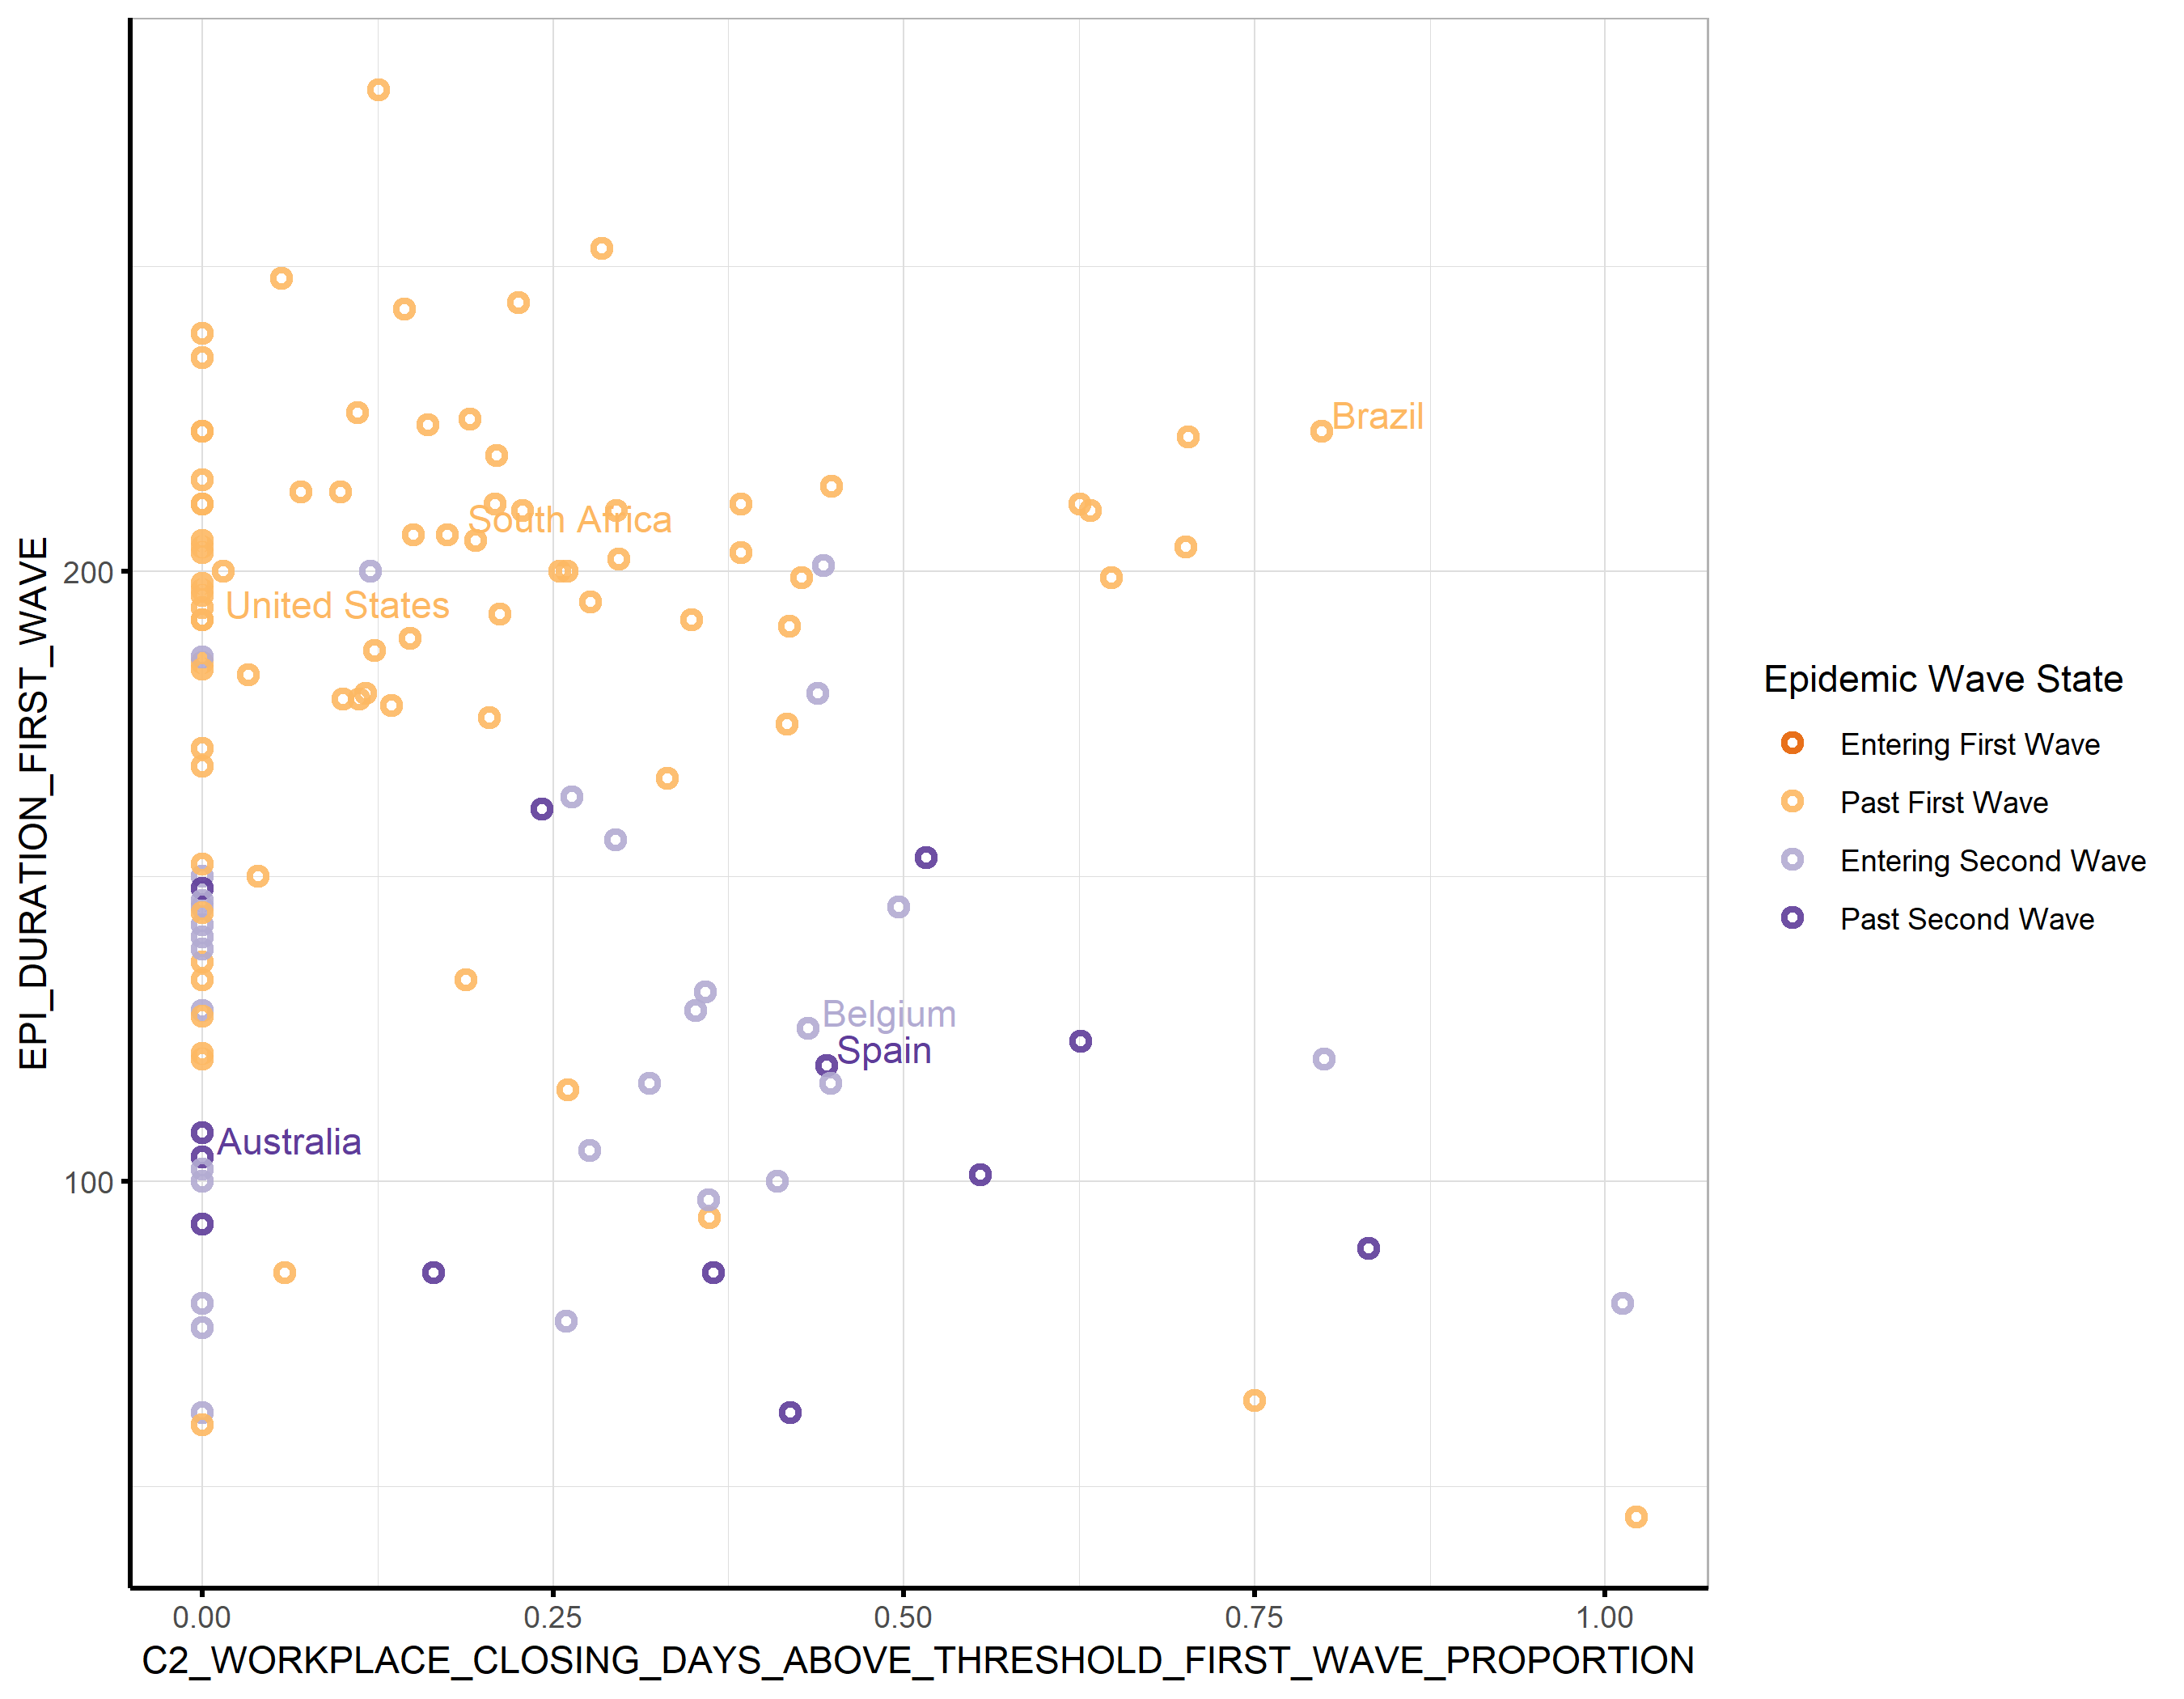 EPI_DURATION_FIRST_WAVE
200
100
Brazil
South Africa
United States
Belgium
Spain
Australia
0.00
0.25
0.50
0.75
1.00
C2_WORKPLACE_CLOSING_DAYS_ABOVE_THRESHOLD_FIRST_WAVE_PROPORTION
Epidemic Wave State
Entering First Wave
Past First Wave
Entering Second Wave
Past Second Wave